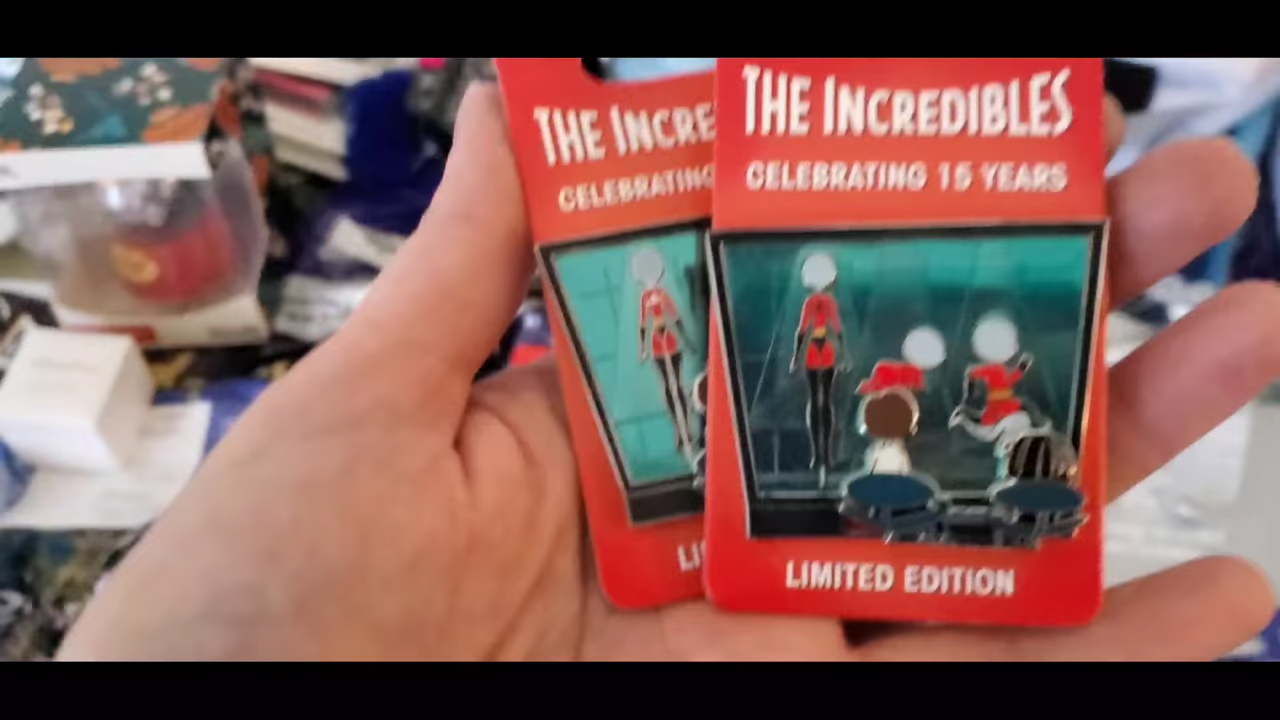 THE INCRE
CELEBRATING
LI
THE INCREDIBLES
CELEBRATING 15 YEARS
LIMITED EDITION